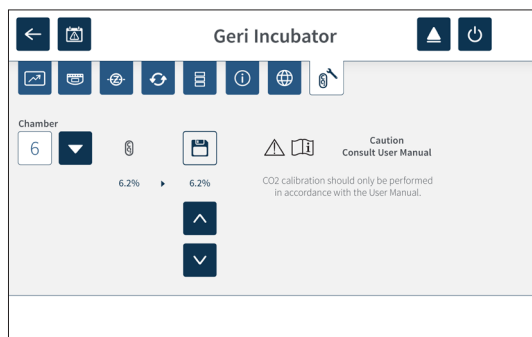 Geri Incubator
Chamber
6
6.2%
6.2%
Caution
Consult User Manual
CO2 calibration should only be performed
in accordance with the User Manual.